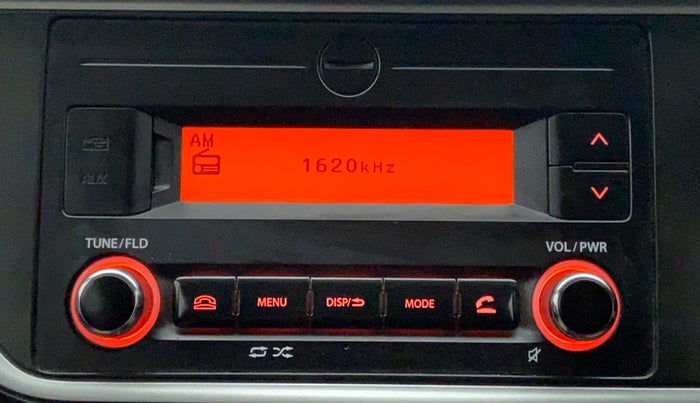 AM
1620kHz
AUX
TUNE/FLD
VOL/PWR
MENU
DISP/
MODE